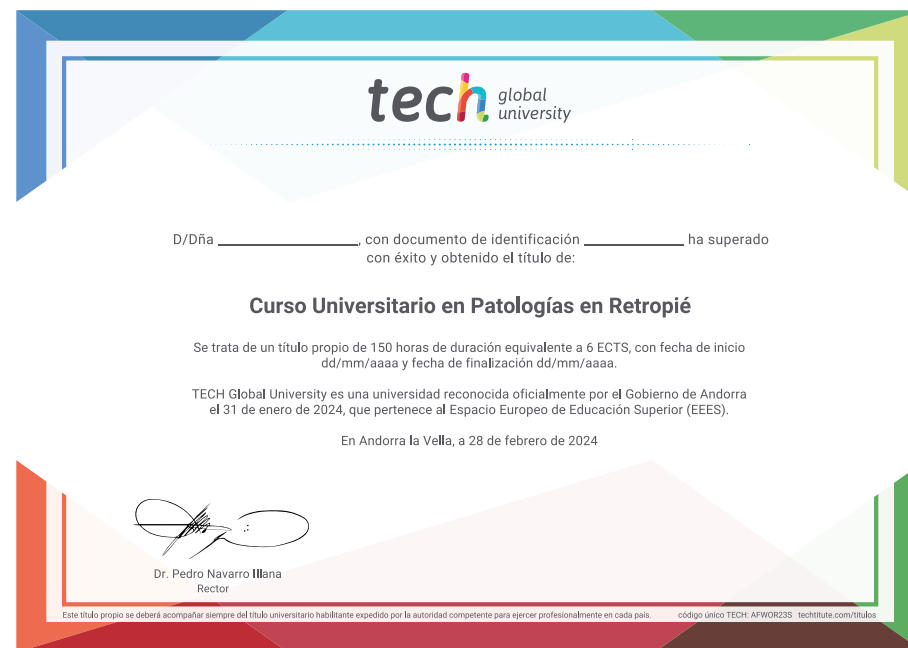 tech global university
D/Dña ____________, con documento de identificación ____________ ha superado
con éxito y obtenido el título de:
Curso Universitario en Patologías en Retropié
Se trata de un título propio de 150 horas de duración equivalente a 6 ECTS, con fecha de inicio
dd/mm/aaaa y fecha de finalización dd/mm/aaaa.
TECH Global University es una universidad reconocida oficialmente por el Gobierno de Andorra
el 31 de enero de 2024, que pertenece al Espacio Europeo de Educación Superior (EEES).
En Andorra la Vella, a 28 de febrero de 2024
Dr. Pedro Navarro Illana
Rector
Este título propio se deberá acompañar siempre del título universitario habilitante expedido por la autoridad competente para ejercer profesionalmente en cada país. código único TECH: AFWOR23S techtitute.com/titulos